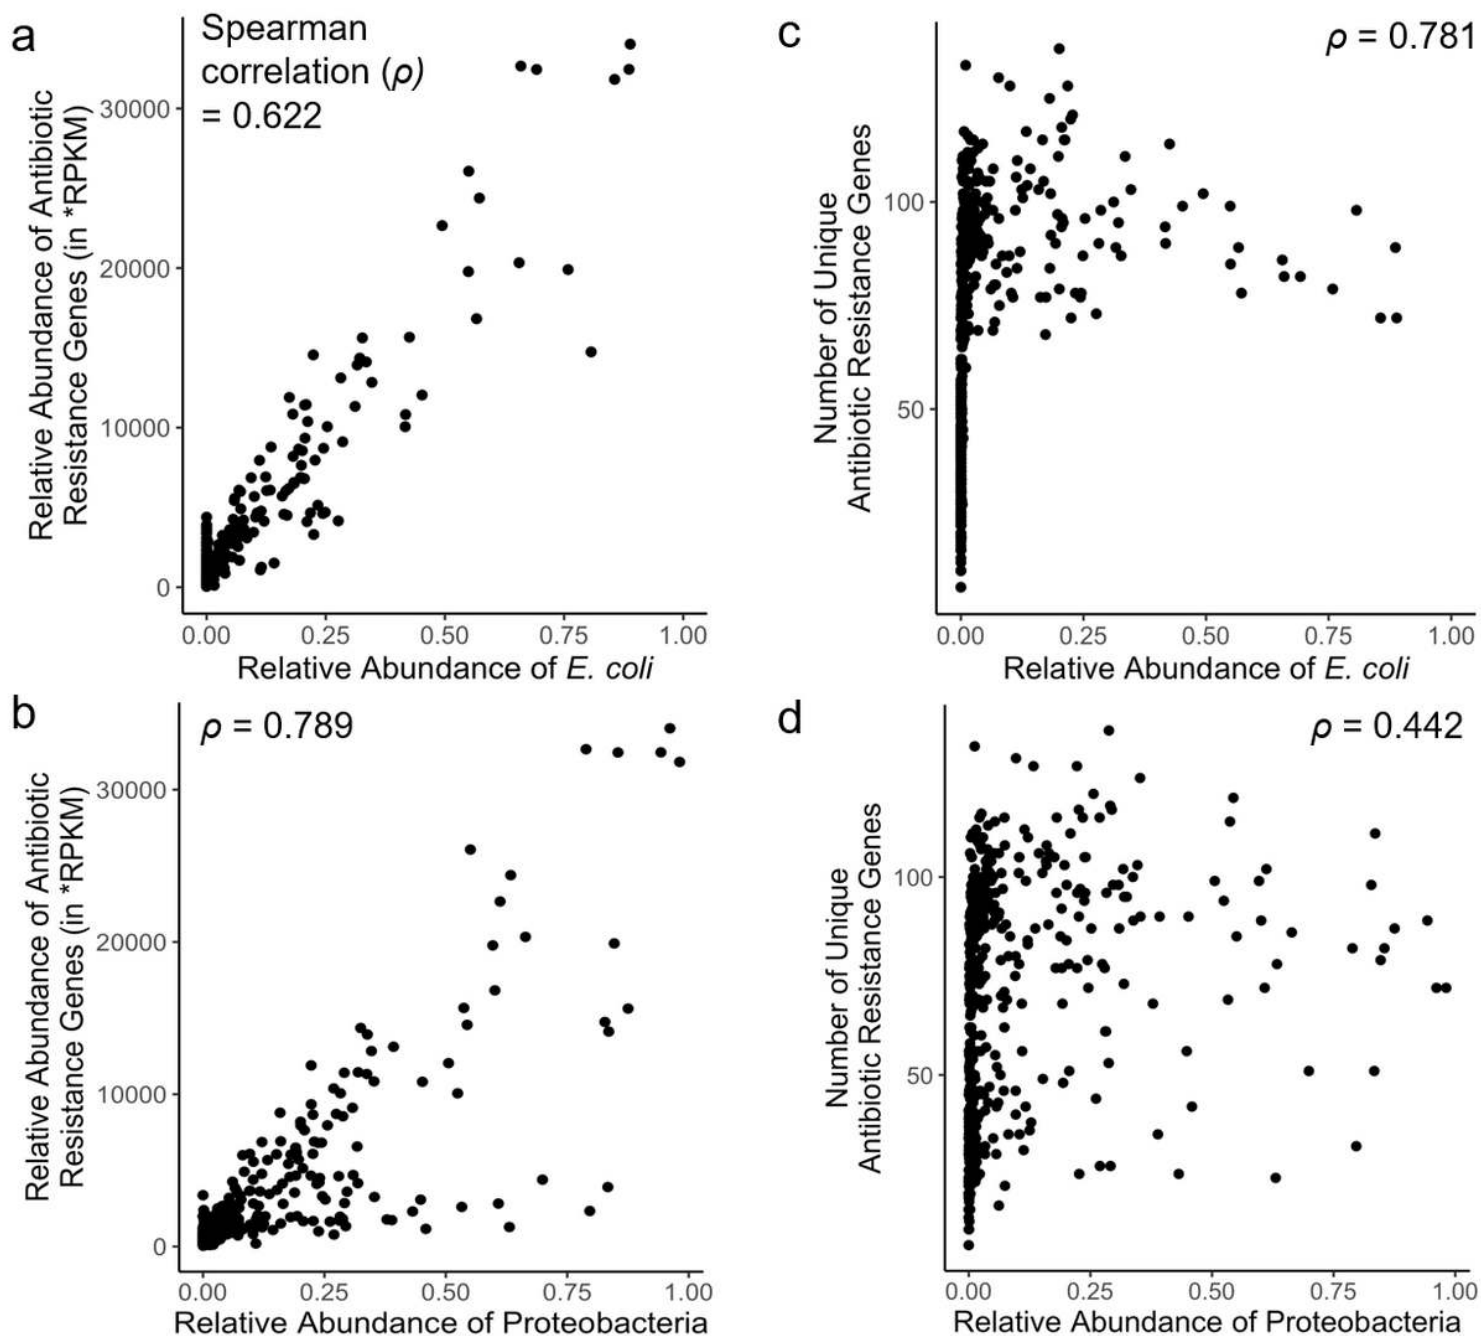 a
Spearman
correlation (ρ)
= 0.622
Relative Abundance of Antibiotic
Resistance Genes (in *RPKM)
30000
20000
10000
0
0.00 0.25 0.50 0.75 1.00
Relative Abundance of E. coli
c
ρ = 0.781
Number of Unique
Antibiotic Resistance Genes
100
50
0.00 0.25 0.50 0.75 1.00
Relative Abundance of E. coli
b
ρ = 0.789
Relative Abundance of Antibiotic
Resistance Genes (in *RPKM)
30000
20000
10000
0
0.00 0.25 0.50 0.75 1.00
Relative Abundance of Proteobacteria
d
ρ = 0.442
Number of Unique
Antibiotic Resistance Genes
100
50
0.00 0.25 0.50 0.75 1.00
Relative Abundance of Proteobacteria